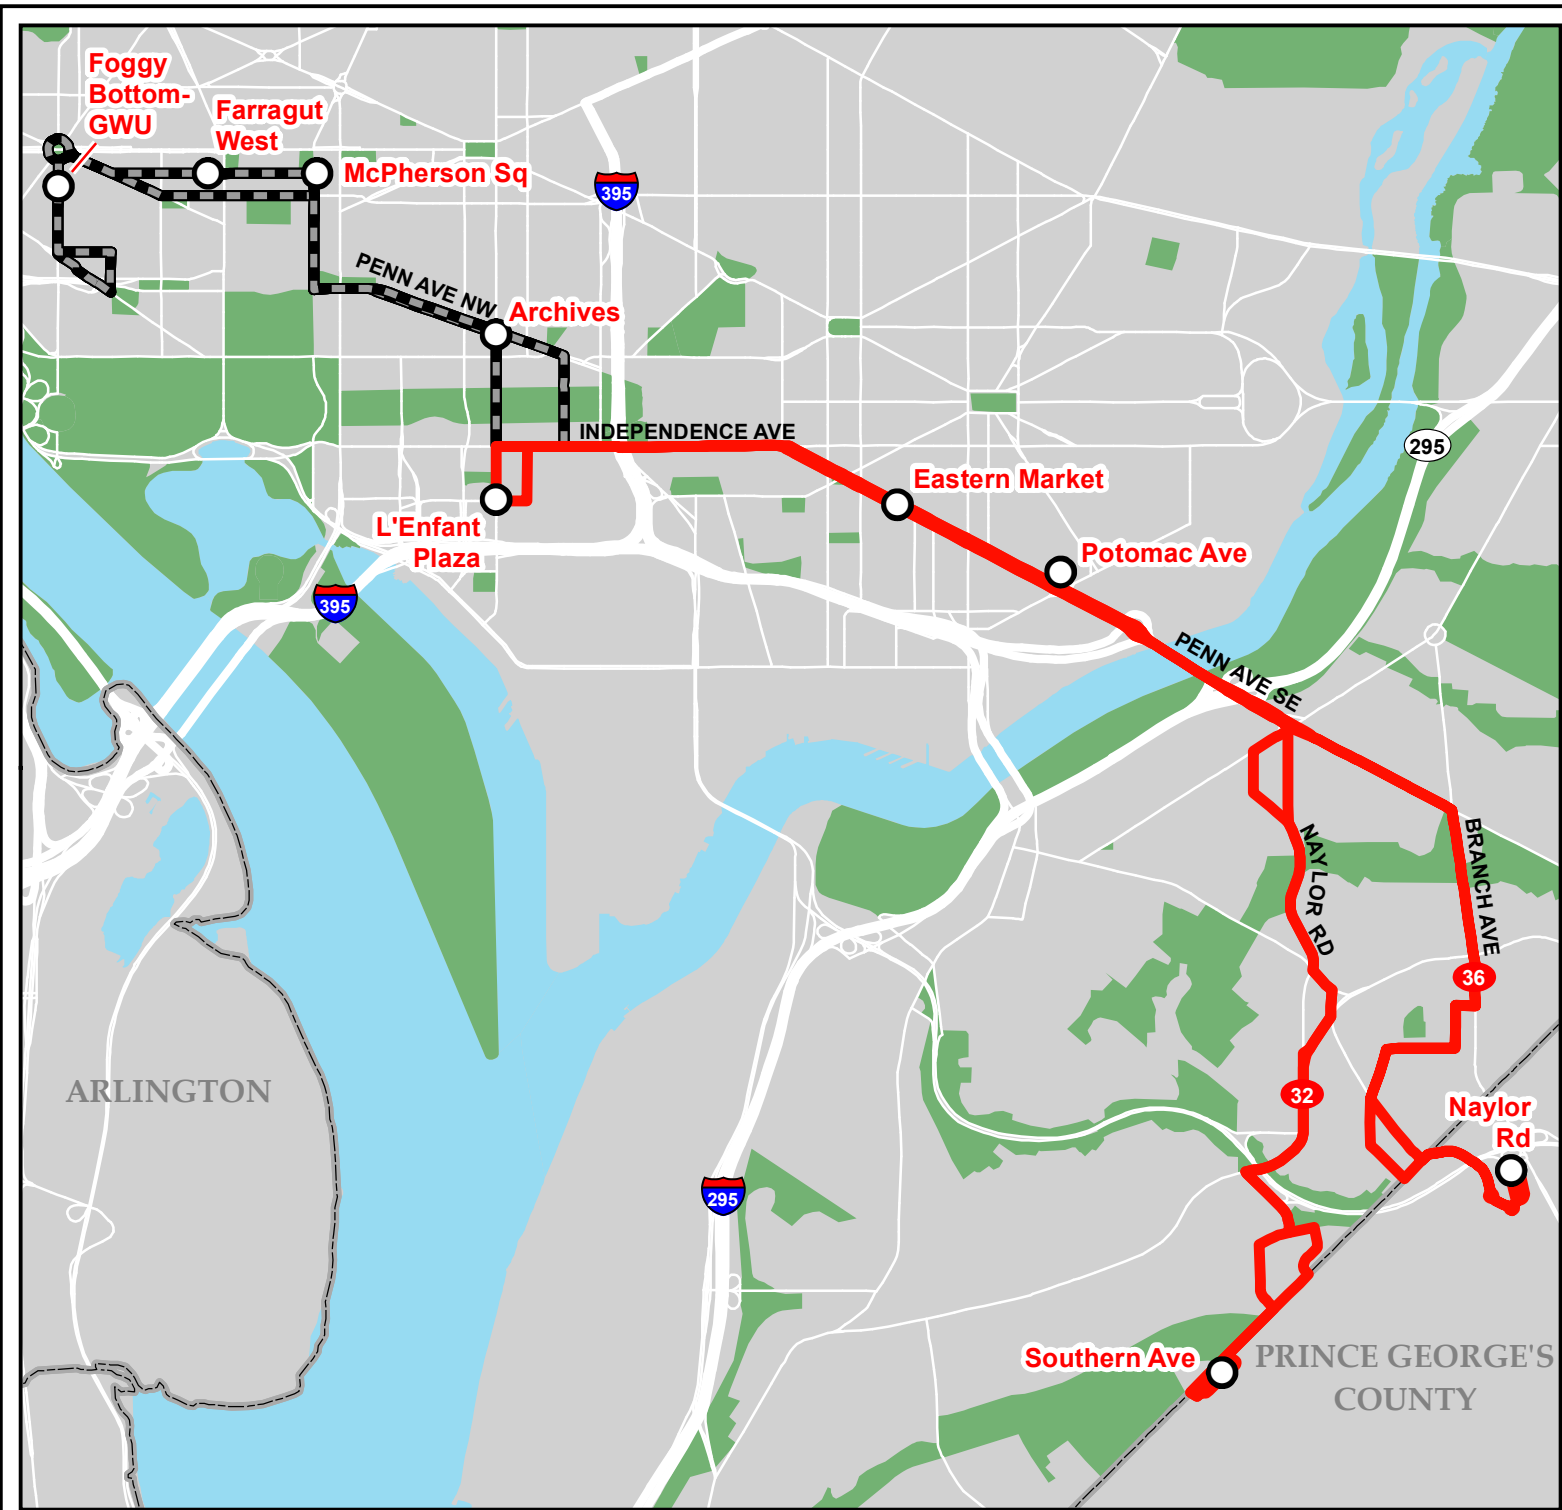 Foggy
Bottom-
GWU
Farragut
West
McPherson Sq
395
PENN AVE NW
Archives
INDEPENDENCE AVE
295
Eastern Market
L'Enfant
Plaza
Potomac Ave
395
PENN AVE SE
NAYLOR RD
BRANCH AVE
36
ARLINGTON
32
Naylor
Rd
295
Southern Ave
PRINCE GEORGE'S
COUNTY